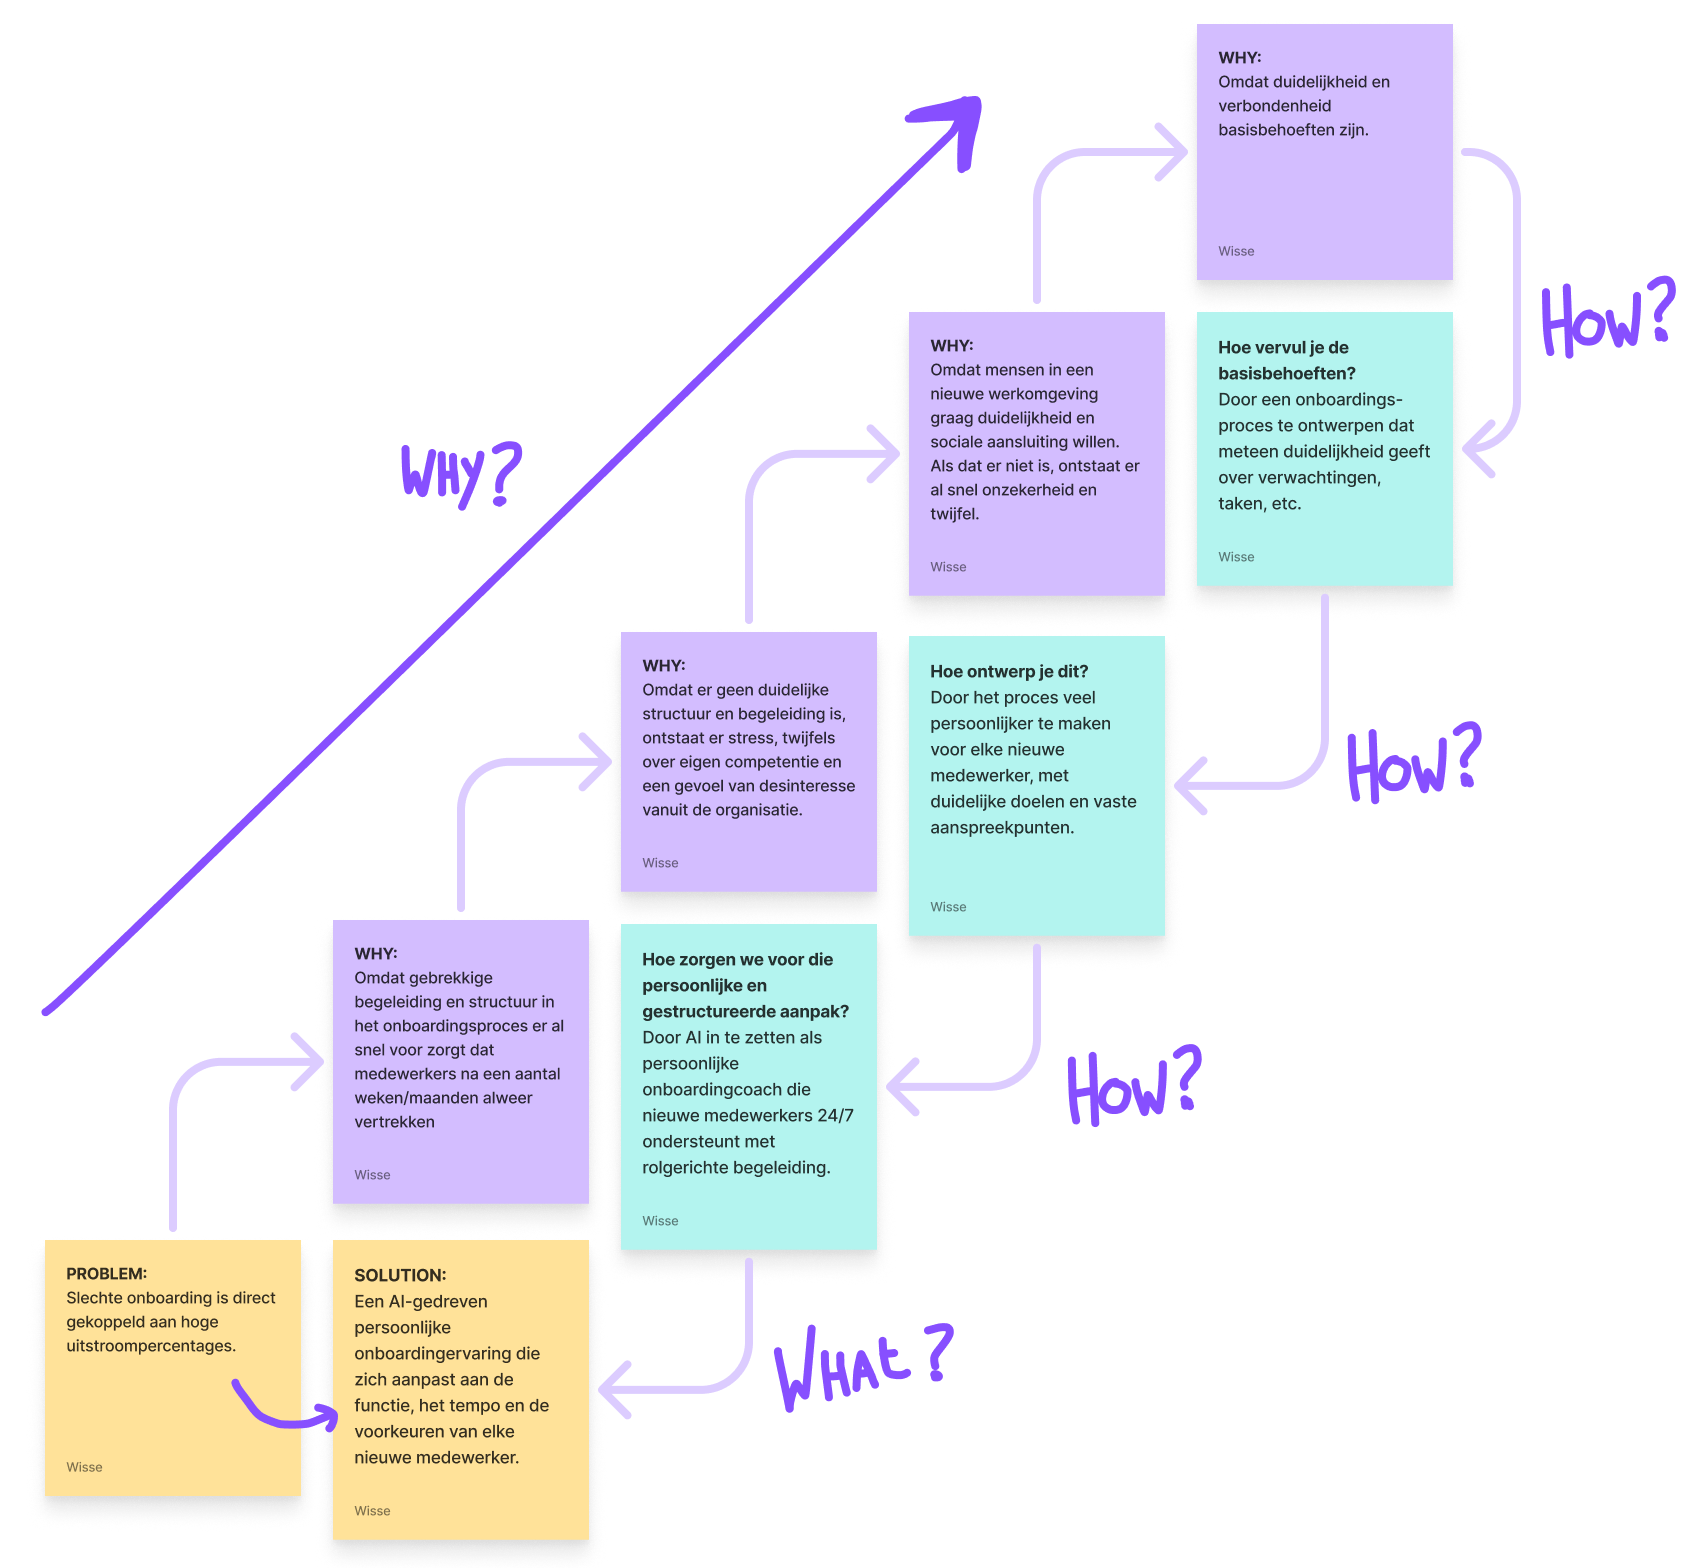 WHY:
Omdat duidelijkheid en
verbondenheid
basisbehoeften zijn.
Wisse
HOW?
WHY:
Omdat mensen in een
nieuwe werkomgeving
graag duidelijkheid en
sociale aansluiting willen.
Als dat er niet is, ontstaat er
al snel onzekerheid en
twijfel.
Wisse
Hoe vervul je de
basisbehoeften?
Door een onboardings-
proces te ontwerpen dat
meteen duidelijkheid geeft
over verwachtingen,
taken, etc.
Wisse
WHY?
WHY:
Omdat er geen duidelijke
structuur en begeleiding is,
ontstaat er stress, twijfels
over eigen competentie en
een gevoel van desinteresse
vanuit de organisatie.
Wisse
Hoe ontwerp je dit?
Door het proces veel
persoonlijker te maken
voor elke nieuwe
medewerker, met
duidelijke doelen en vaste
aanspreekpunten.
Wisse
HOW?
WHY:
Omdat gebrekkige
begeleiding en structuur in
het onboardingsproces er al
snel voor zorgt dat
medewerkers na een aantal
weken/maanden alweer
vertrekken
Wisse
Hoe zorgen we voor die
persoonlijke en
gestructureerde aanpak?
Door AI in te zetten als
persoonlijke
onboardingcoach die
nieuwe medewerkers 24/7
ondersteunt met
rolgerichte begeleiding.
Wisse
HOW?
PROBLEM:
Slechte onboarding is direct
gekoppeld aan hoge
uitstroompercentages.
Wisse
SOLUTION:
Een AI-gedreven
persoonlijke
onboardingervaring die
zich aanpast aan de
functie, het tempo en de
voorkeuren van elke
nieuwe medewerker.
Wisse
WHAt?